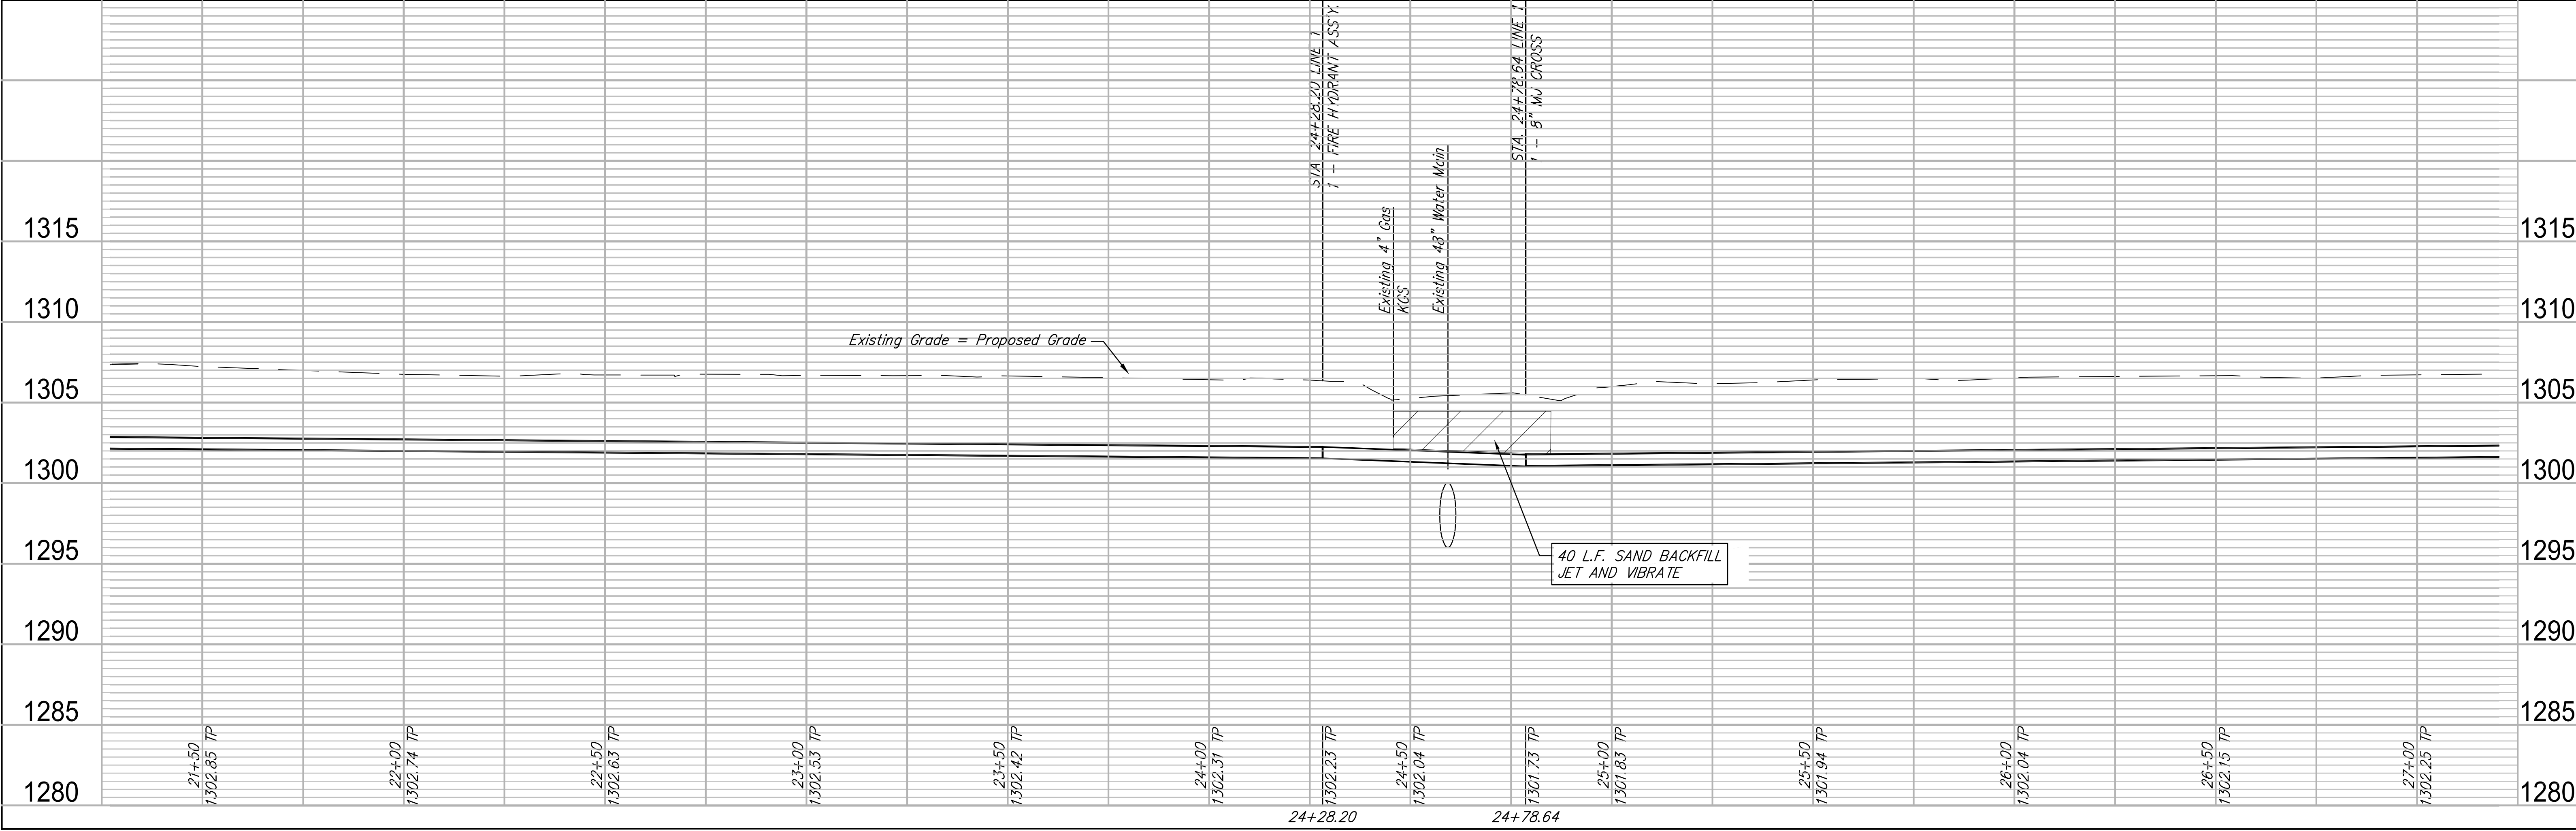 STA. 24+28.20 LINE 1
1 - FIRE HYDRANT ASS'Y.
STA. 24+78.64 LINE 1
1 - 8" MJ CROSS
Existing 4" Gas
KGS
Existing 48" Water Main
1315
1315
1310
1310
Existing Grade = Proposed Grade
1305
1305
1300
1300
1295
1295
40 L.F. SAND BACKFILL
JET AND VIBRATE
1290
1290
1285
1285
21+50
1302.85 TP
22+00
1302.74 TP
22+50
1302.63 TP
23+00
1302.53 TP
23+50
1302.42 TP
24+00
1302.31 TP
1302.23 TP
24+50
1302.04 TP
1301.73 TP
25+00
1301.83 TP
25+50
1301.94 TP
26+00
1302.04 TP
26+50
1302.15 TP
27+00
1302.25 TP
1280
1280
24+28.20
24+78.64